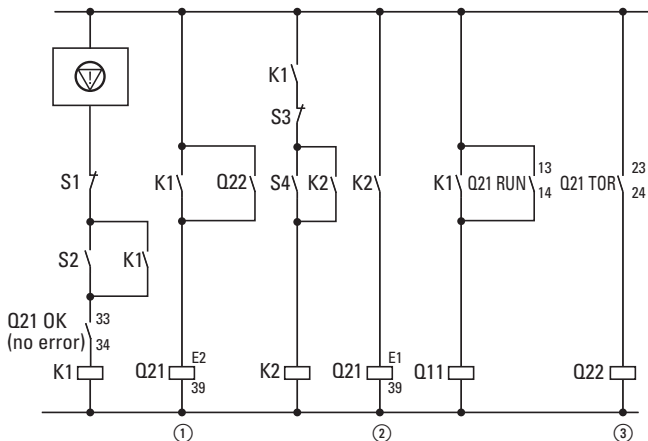 K1
S3
S1
K1
Q22
S4
K2
K2
K1
Q21 RUN
13
14
Q21 TOR
23
24
S2
K1
Q21 OK
(no error)
33
34
K1
Q21
E2
39
K2
Q21
E1
39
Q11
Q22
1
2
3